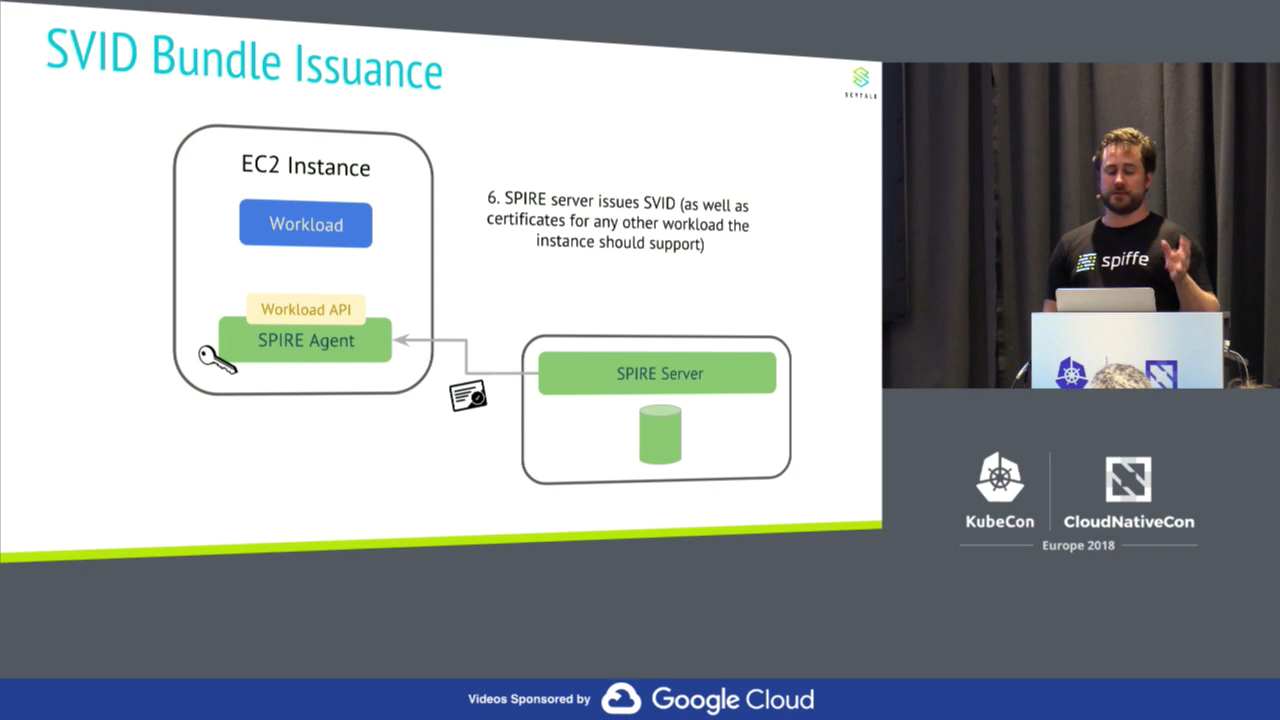 SVID Bundle Issuance
SCYTALE
EC2 Instance
Workload
6. SPIRE server issues SVID (as well as
certificates for any other workload the
instance should support)
Workload API
SPIRE Agent
SPIRE Server
spiffe
KubeCon
CloudNativeCon
Europe 2018
Videos Sponsored by
Google Cloud